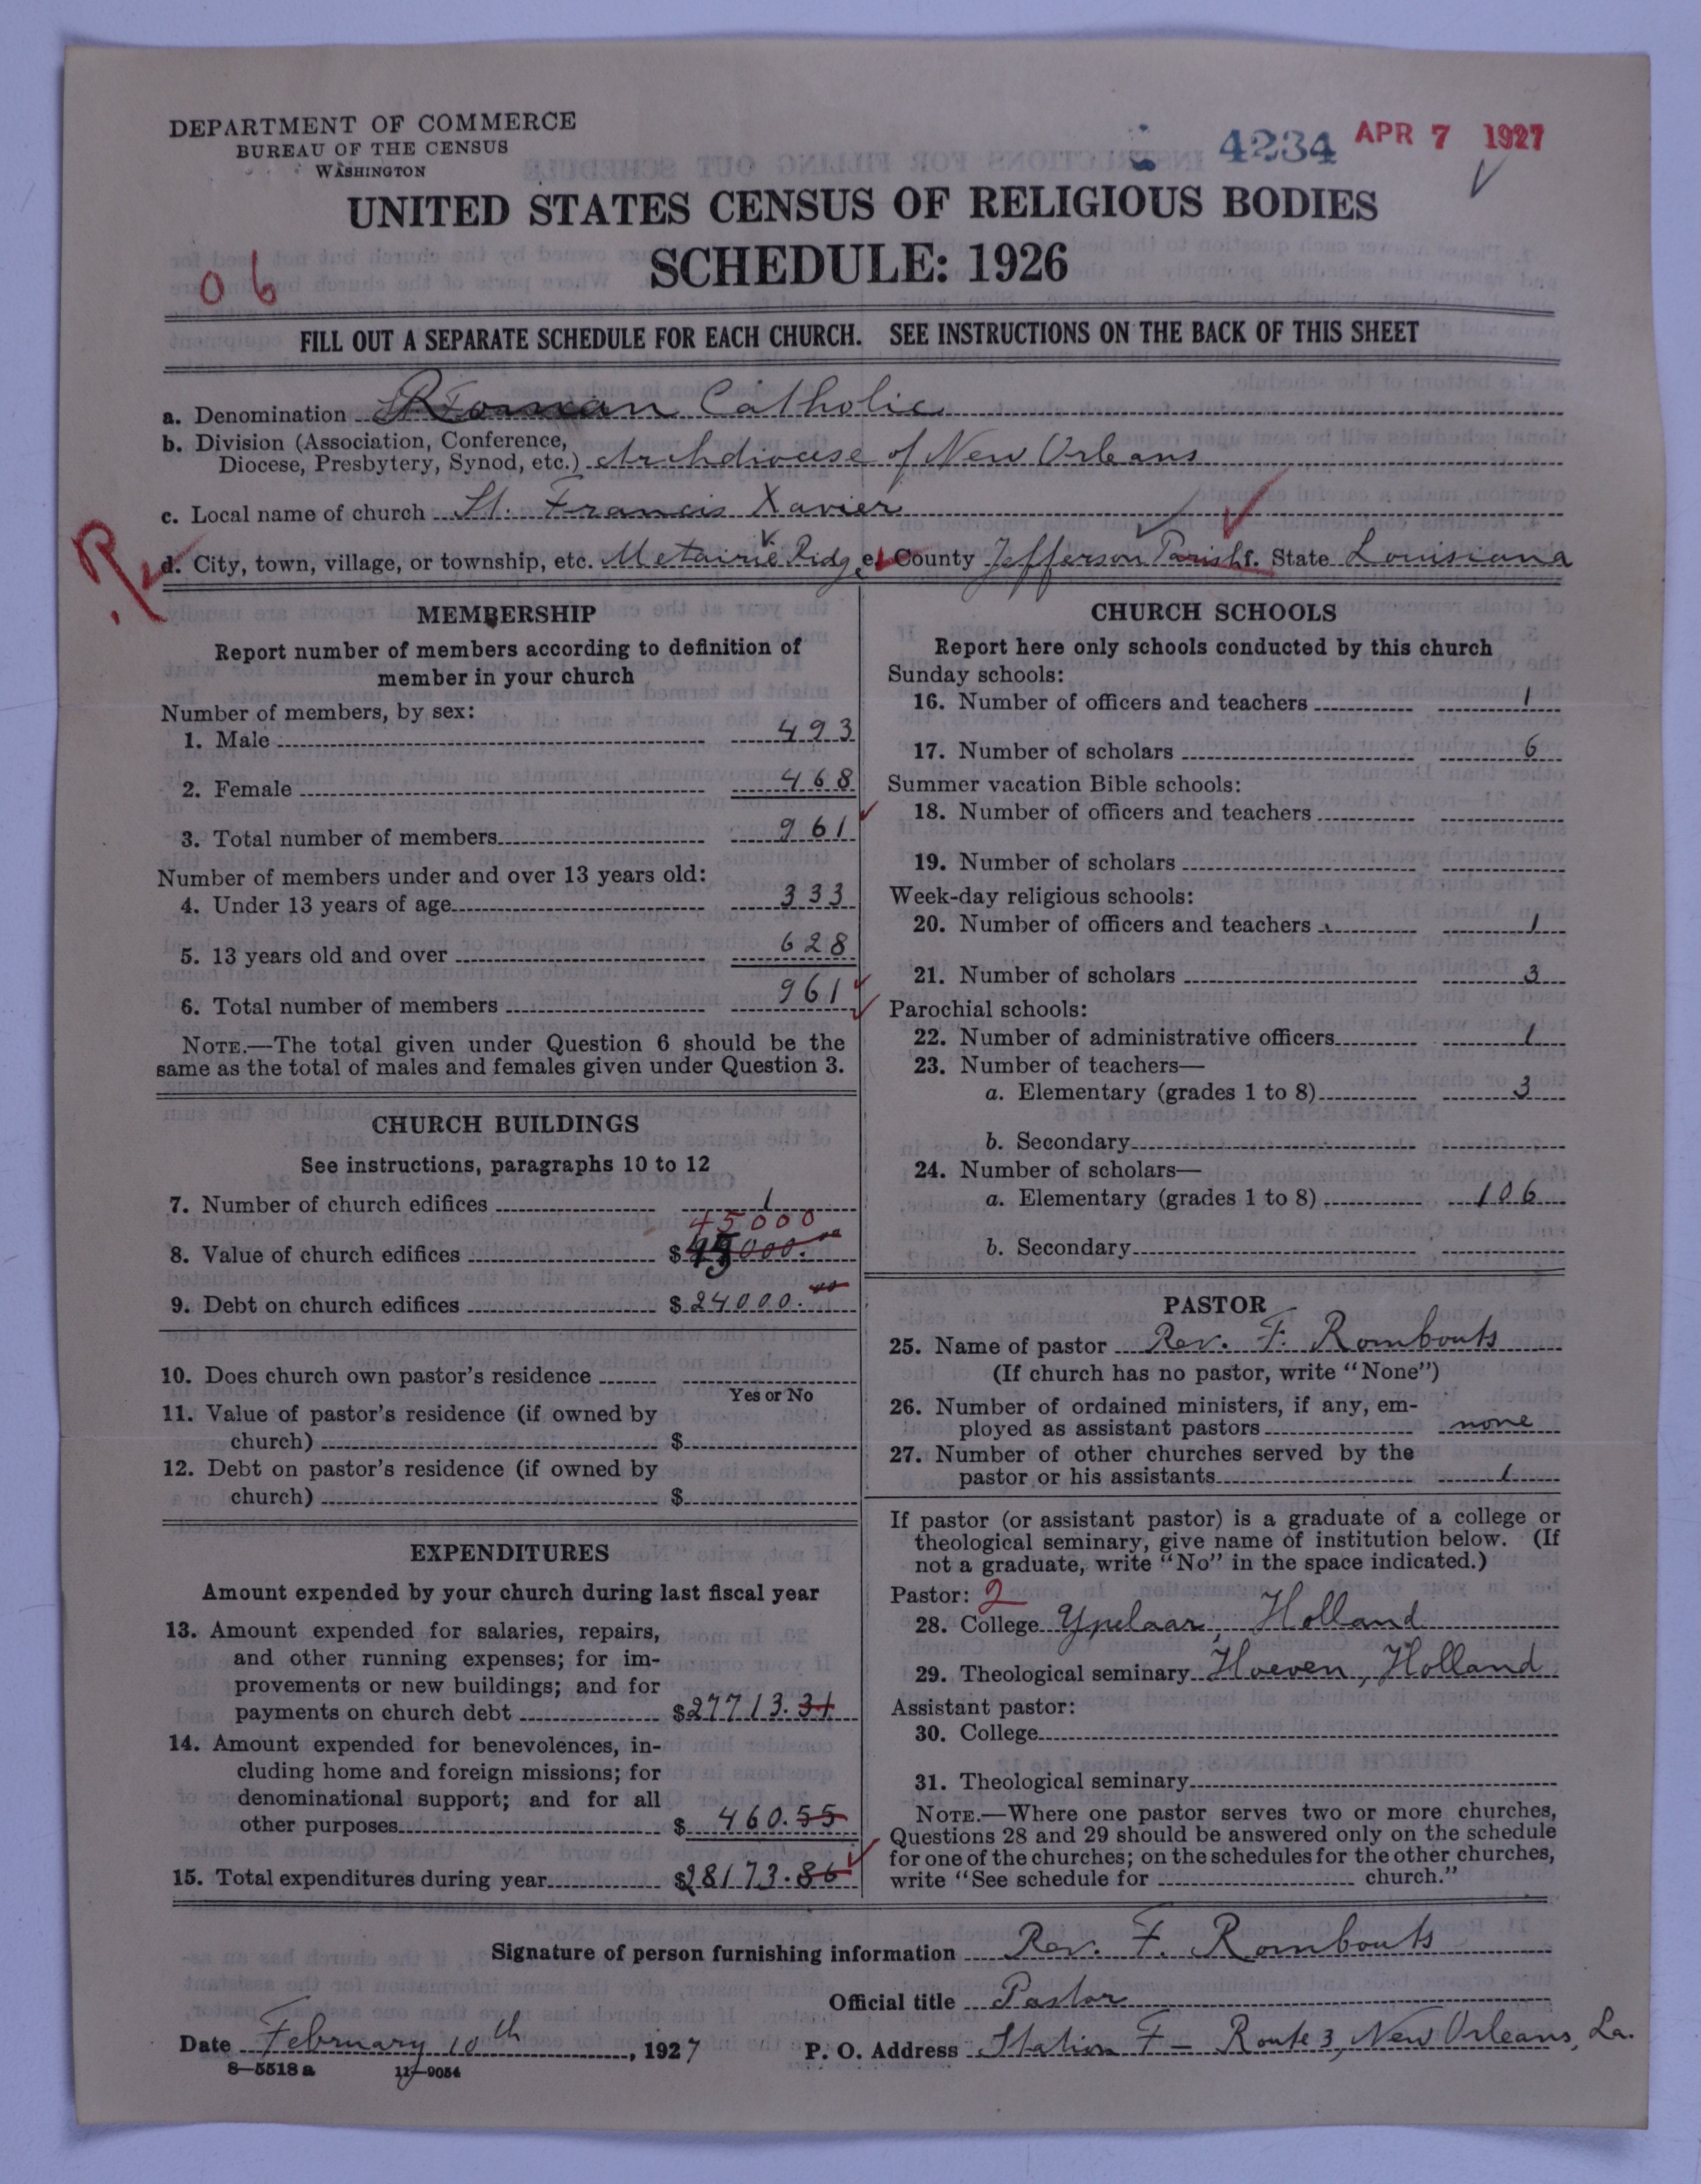 DEPARTMENT OF COMMERCE
BUREAU OF THE CENSUS
WASHINGTON
4234 APR 7 1927
UNITED STATES CENSUS OF RELIGIOUS BODIES
SCHEDULE: 1926
06
FILL OUT A SEPARATE SCHEDULE FOR EACH CHURCH. SEE INSTRUCTIONS ON THE BACK OF THIS SHEET
a. Denomination Roman Catholic
b. Division (Association, Conference,
Diocese, Presbytery, Synod, etc.) Archdiocese of New Orleans
c. Local name of church St. Francis Xavier
R
d. City, town, village, or township, etc. Metairie Ridge e. County Jefferson Parish f. State Louisiana
MEMBERSHIP
Report number of members according to definition of
member in your church
Number of members, by sex:
1. Male 493
2. Female 468
3. Total number of members 961
Number of members under and over 13 years old:
4. Under 13 years of age 333
5. 13 years old and over 628
6. Total number of members 961
NOTE.—The total given under Question 6 should be the
same as the total of males and females given under Question 3.
CHURCH BUILDINGS
See instructions, paragraphs 10 to 12
7. Number of church edifices 1
45000
8. Value of church edifices $45000.00
9. Debt on church edifices $24000.00
10. Does church own pastor's residence
Yes or No
11. Value of pastor's residence (if owned by
church) $
12. Debt on pastor's residence (if owned by
church) $
EXPENDITURES
Amount expended by your church during last fiscal year
13. Amount expended for salaries, repairs,
and other running expenses; for im-
provements or new buildings; and for
payments on church debt $27713.31
14. Amount expended for benevolences, in-
cluding home and foreign missions; for
denominational support; and for all
other purposes $460.55
15. Total expenditures during year $28173.86
CHURCH SCHOOLS
Report here only schools conducted by this church
Sunday schools:
16. Number of officers and teachers 1
17. Number of scholars 6
Summer vacation Bible schools:
18. Number of officers and teachers
19. Number of scholars
Week-day religious schools:
20. Number of officers and teachers 1
21. Number of scholars 3
Parochial schools:
22. Number of administrative officers 1
23. Number of teachers—
a. Elementary (grades 1 to 8) 3
b. Secondary
24. Number of scholars—
a. Elementary (grades 1 to 8) 106
b. Secondary
PASTOR
25. Name of pastor Rev. F. Rombouts
(If church has no pastor, write "None")
26. Number of ordained ministers, if any, em-
ployed as assistant pastors none
27. Number of other churches served by the
pastor or his assistants 1
If pastor (or assistant pastor) is a graduate of a college or
theological seminary, give name of institution below. (If
not a graduate, write "No" in the space indicated.)
Pastor: 2
28. College Ypelaar, Holland
29. Theological seminary Hoeven, Holland
Assistant pastor:
30. College
31. Theological seminary
NOTE.—Where one pastor serves two or more churches,
Questions 28 and 29 should be answered only on the schedule
for one of the churches; on the schedules for the other churches,
write "See schedule for church."
Signature of person furnishing information Rev. F. Rombouts
Official title Pastor
Date February 10th, 1927 P. O. Address Station F - Route 3, New Orleans, La.
8—5518a 11—9054